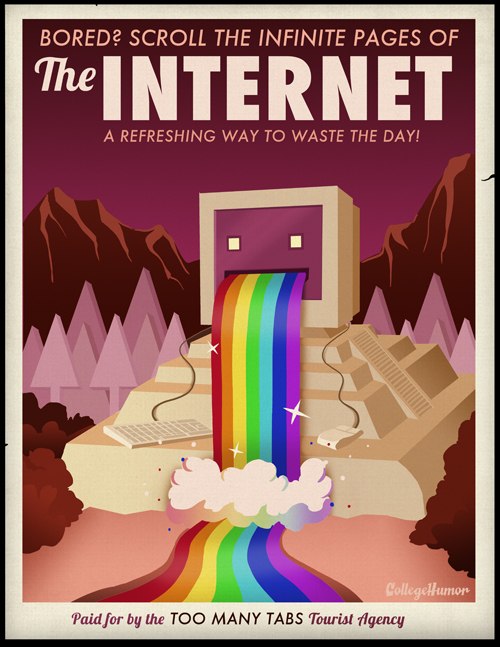 BORED? SCROLL THE INFINITE PAGES OF
The INTERNET
A REFRESHING WAY TO WASTE THE DAY!
CollegeHumor
Paid for by the TOO MANY TABS Tourist Agency